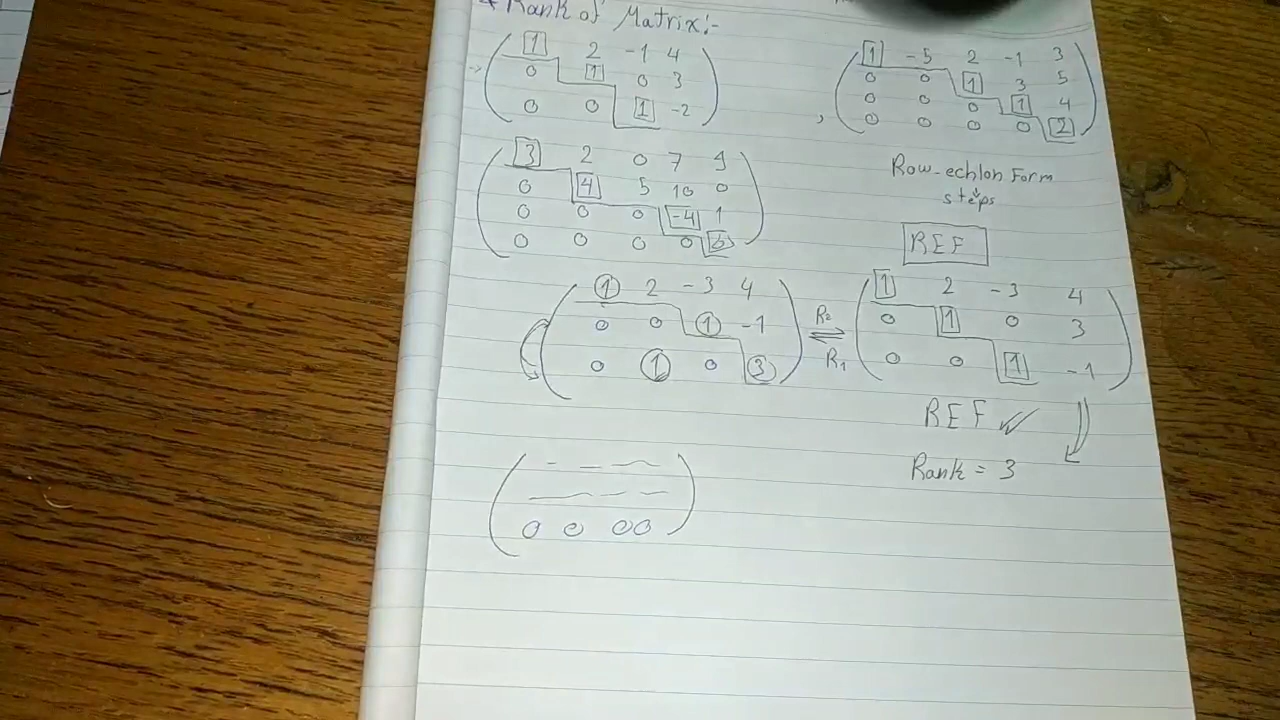 * Rank of Matrix:-
1 2 -1 4
0 1 0 3
0 0 1 -2
,
1 -5 2 -1 3
0 0 1 3 5
0 0 0 1 4
0 0 0 0 2
3 2 0 7 9
0 4 5 10 0
0 0 0 -4 1
0 0 0 0
Row-echlon Form
steps
REF
1 2 -3 4
0 0 1 -1
0 1 0 3
R2 ⇌ R1
1 2 -3 4
0 1 0 3
0 0 1 -1
REF ✓
Rank = 3
0 0 0 0